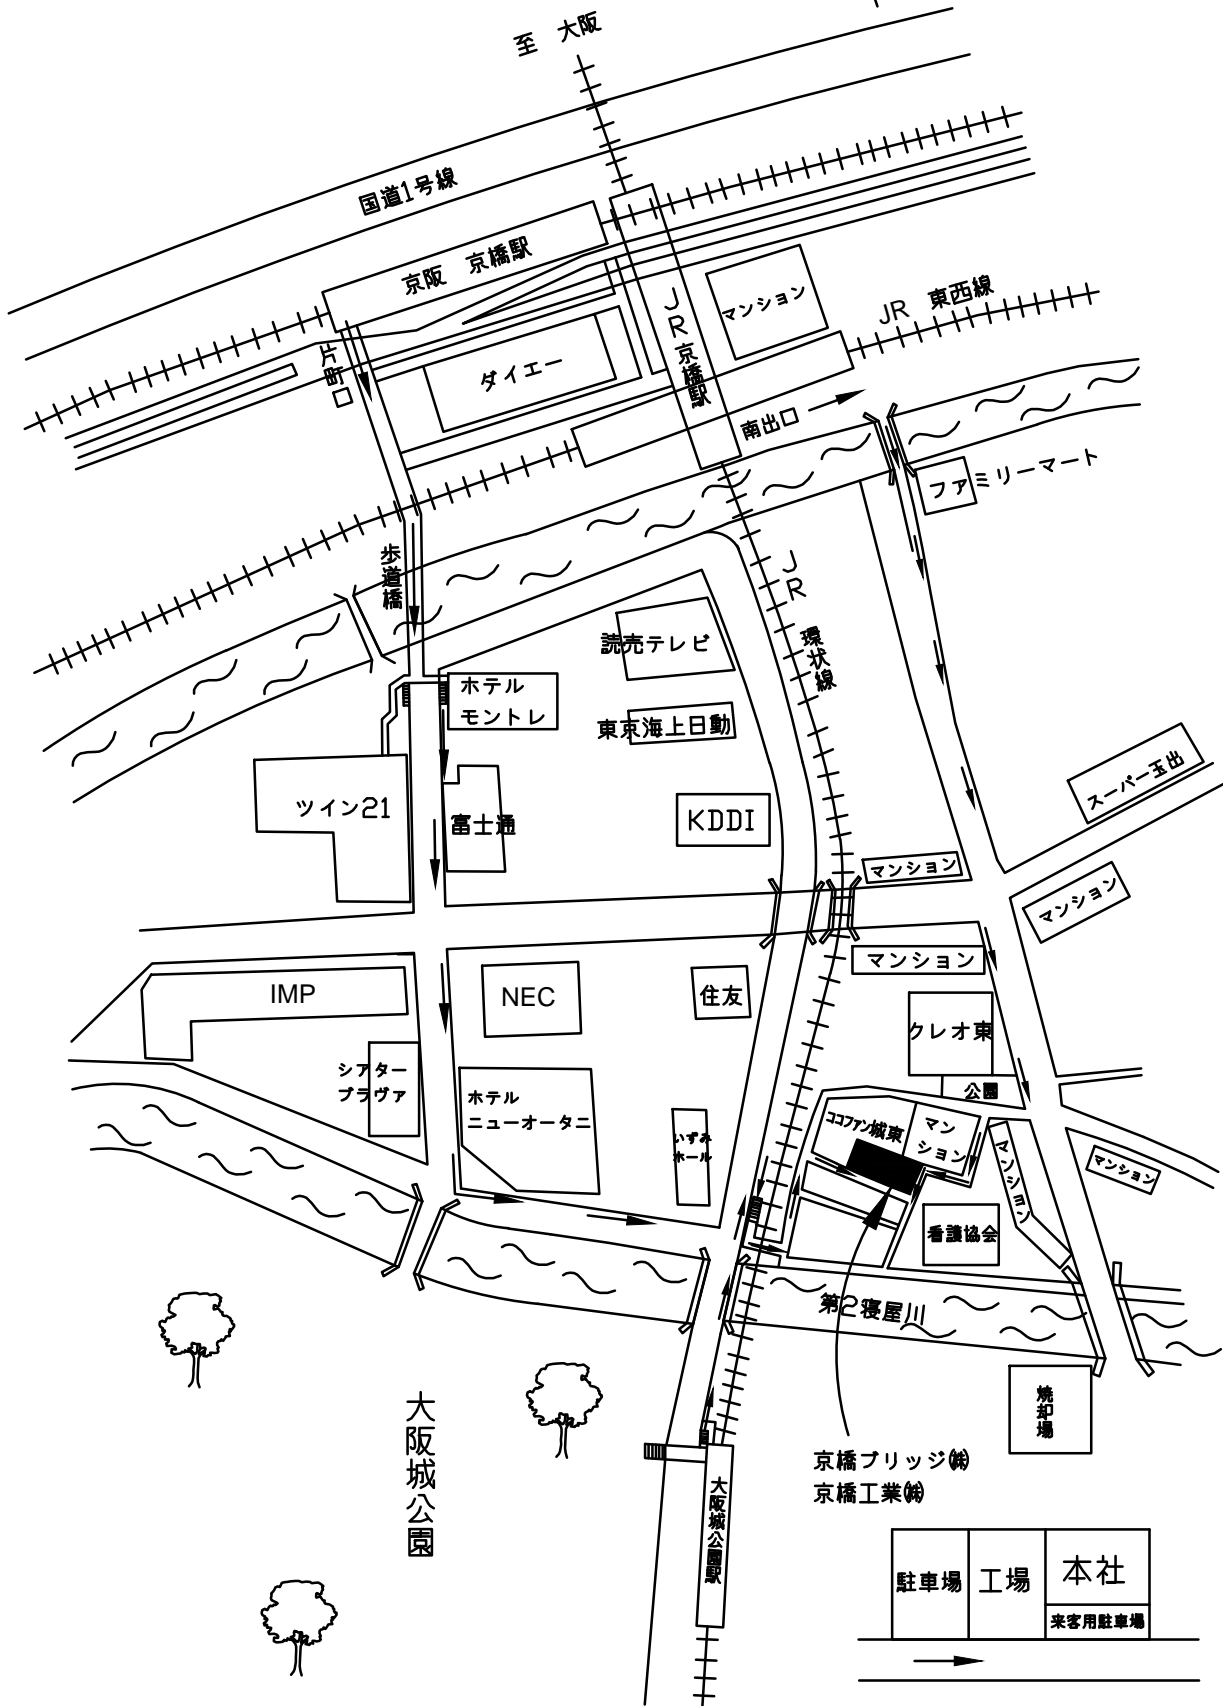 至 大阪
国道1号線
京阪 京橋駅
片町口
ダイエー
JR京橋駅
マンション
JR 東西線
南出口
ファミリーマート
歩道橋
JR 環状線
読売テレビ
ホテル
モントレ
東京海上日動
ツイン21
富士通
KDDI
スーパー玉出
マンション
マンション
マンション
IMP
NEC
住友
クレオ東
シアター
ブラヴァ
ホテル
ニューオータニ
いずみ
ホール
公園
ココファン城東
マン
ション
マンション
マンション
看護協会
第2寝屋川
焼却場
大阪城公園
京橋ブリッジ㈱
京橋工業㈱
大阪城公園駅
駐車場
工場
本社
来客用駐車場